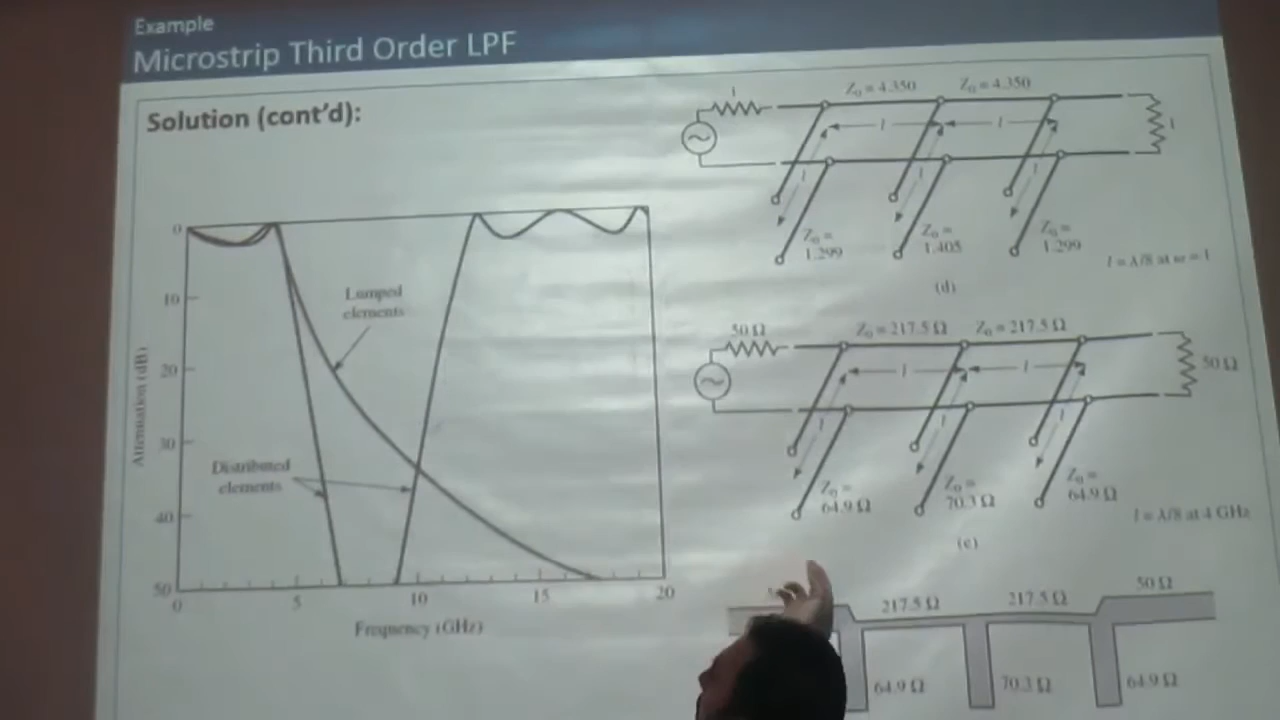 Example
Microstrip Third Order LPF
Solution (cont'd):
0
10
20
30
40
50
Attenuation (dB)
Lumped
elements
Distributed
elements
0
5
10
15
20
Frequency (GHz)
1
Z₀ = 4.350
Z₀ = 4.350
l
l
1
l
l
l
Z₀ =
1.299
Z₀ =
1.405
Z₀ =
1.299
l = λ/8 at ω = 1
(d)
50 Ω
Z₀ = 217.5 Ω
Z₀ = 217.5 Ω
l
l
50 Ω
l
l
l
Z₀ =
64.9 Ω
Z₀ =
70.3 Ω
Z₀ =
64.9 Ω
l = λ/8 at 4 GHz
(e)
217.5 Ω
217.5 Ω
50 Ω
64.9 Ω
70.3 Ω
64.9 Ω